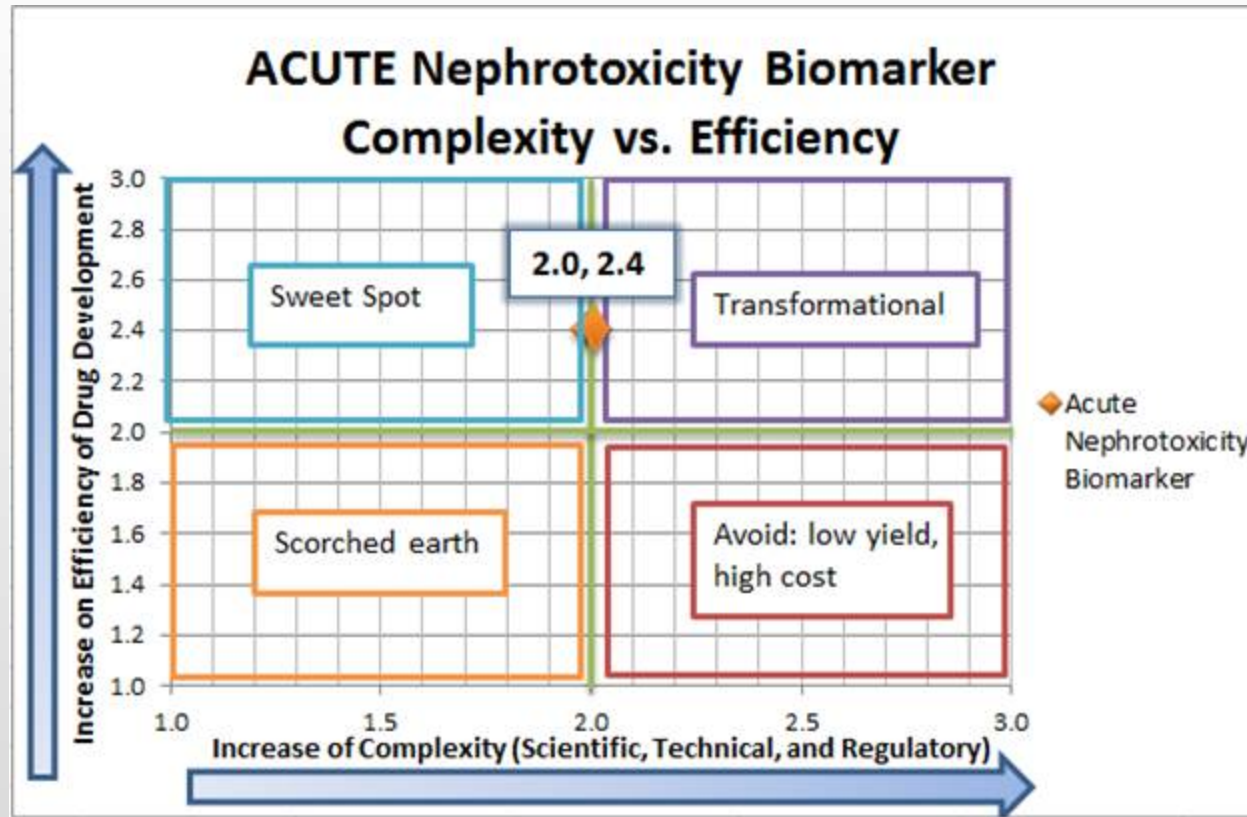 ACUTE Nephrotoxicity Biomarker
Complexity vs. Efficiency
Increase on Efficiency of Drug Development
3.0
2.8
2.6
2.4
2.2
2.0
1.8
1.6
1.4
1.2
1.0
2.0, 2.4
Sweet Spot
Transformational
Scorched earth
Avoid: low yield,
high cost
Acute
Nephrotoxicity
Biomarker
1.0 1.5 2.0 2.5 3.0
Increase of Complexity (Scientific, Technical, and Regulatory)